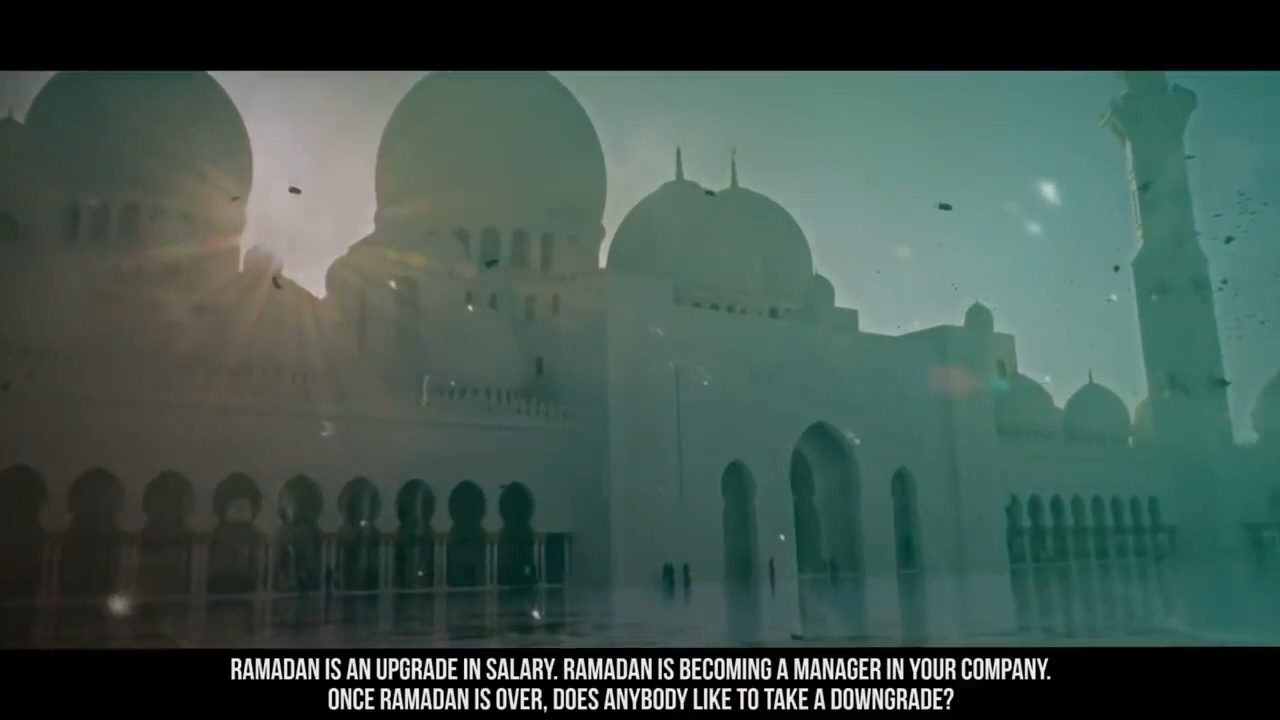 RAMADAN IS AN UPGRADE IN SALARY. RAMADAN IS BECOMING A MANAGER IN YOUR COMPANY.
ONCE RAMADAN IS OVER, DOES ANYBODY LIKE TO TAKE A DOWNGRADE?